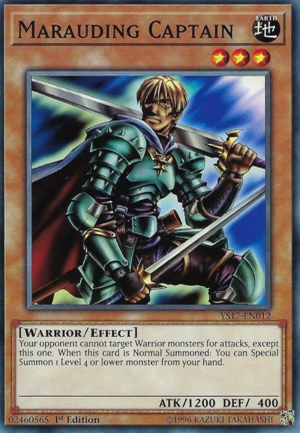 MARAUDING CAPTAIN
EARTH
地
YS17-EN012
[WARRIOR/EFFECT]
Your opponent cannot target Warrior monsters for attacks, except
this one. When this card is Normal Summoned: You can Special
Summon 1 Level 4 or lower monster from your hand.
ATK/1200 DEF/ 400
02460565 1st Edition ©1996 KAZUKI TAKAHASHI